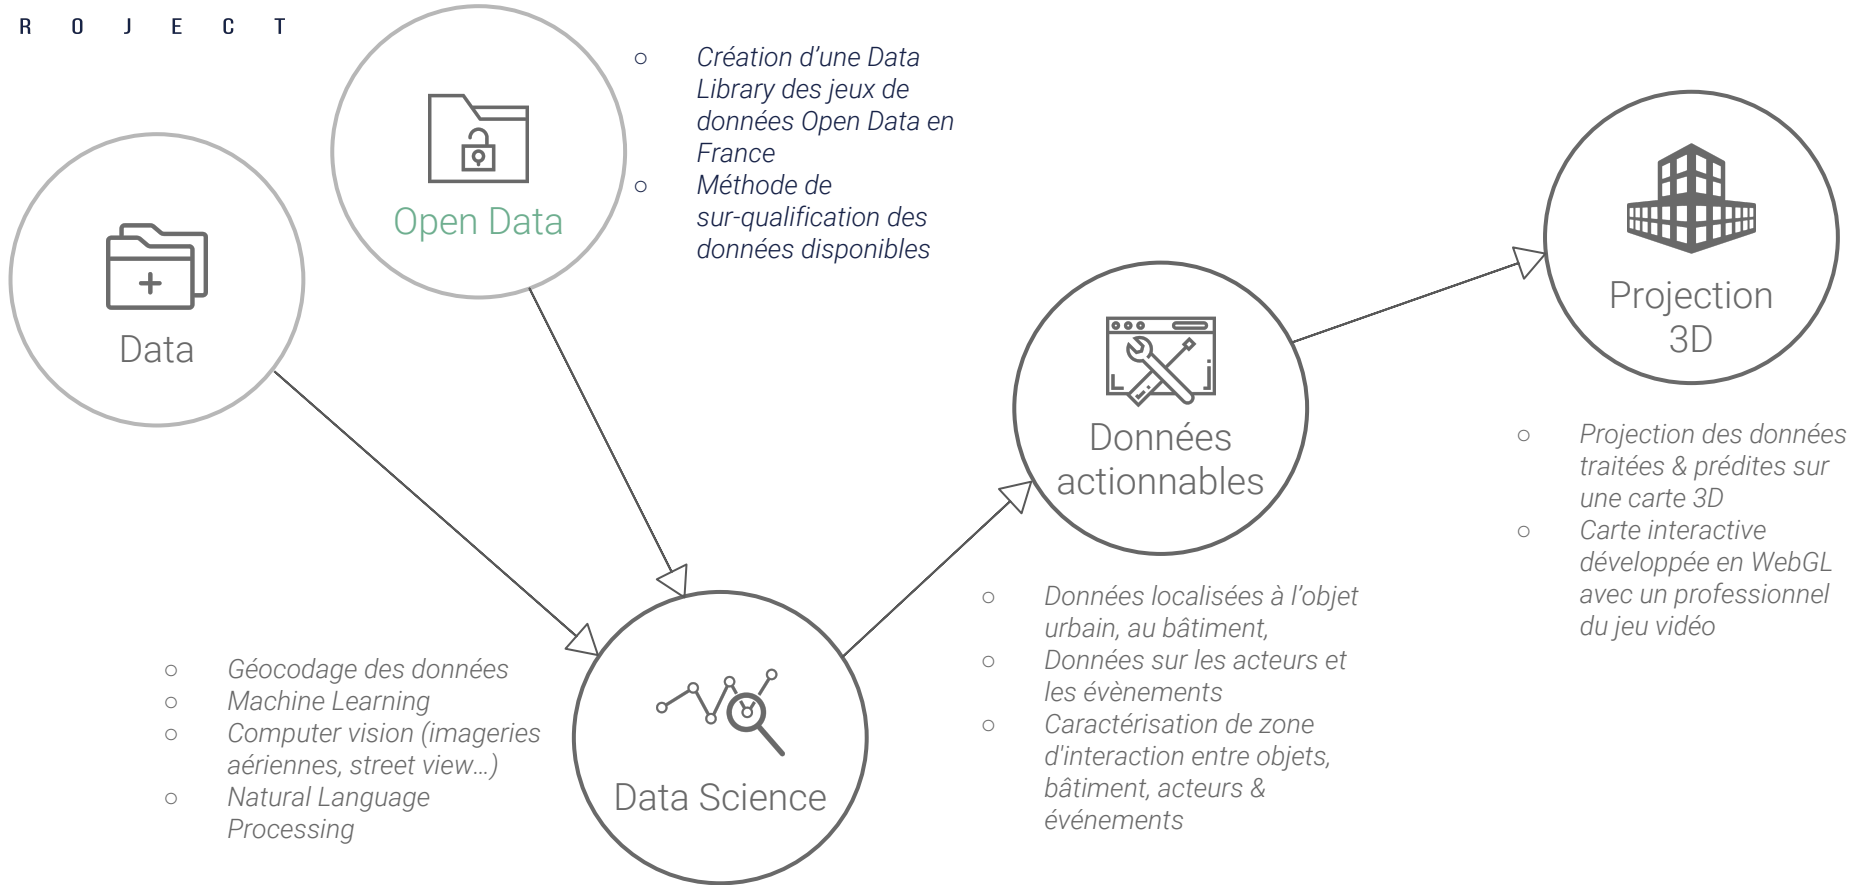 R O J E C T
Data
Open Data
○ Création d’une Data
Library des jeux de
données Open Data en
France
○ Méthode de
sur-qualification des
données disponibles
○ Géocodage des données
○ Machine Learning
○ Computer vision (imageries
aériennes, street view…)
○ Natural Language
Processing
Data Science
Données
actionnables
○ Données localisées à l’objet
urbain, au bâtiment,
○ Données sur les acteurs et
les évènements
○ Caractérisation de zone
d'interaction entre objets,
bâtiment, acteurs &
événements
Projection
3D
○ Projection des données
traitées & prédites sur
une carte 3D
○ Carte interactive
développée en WebGL
avec un professionnel
du jeu vidéo